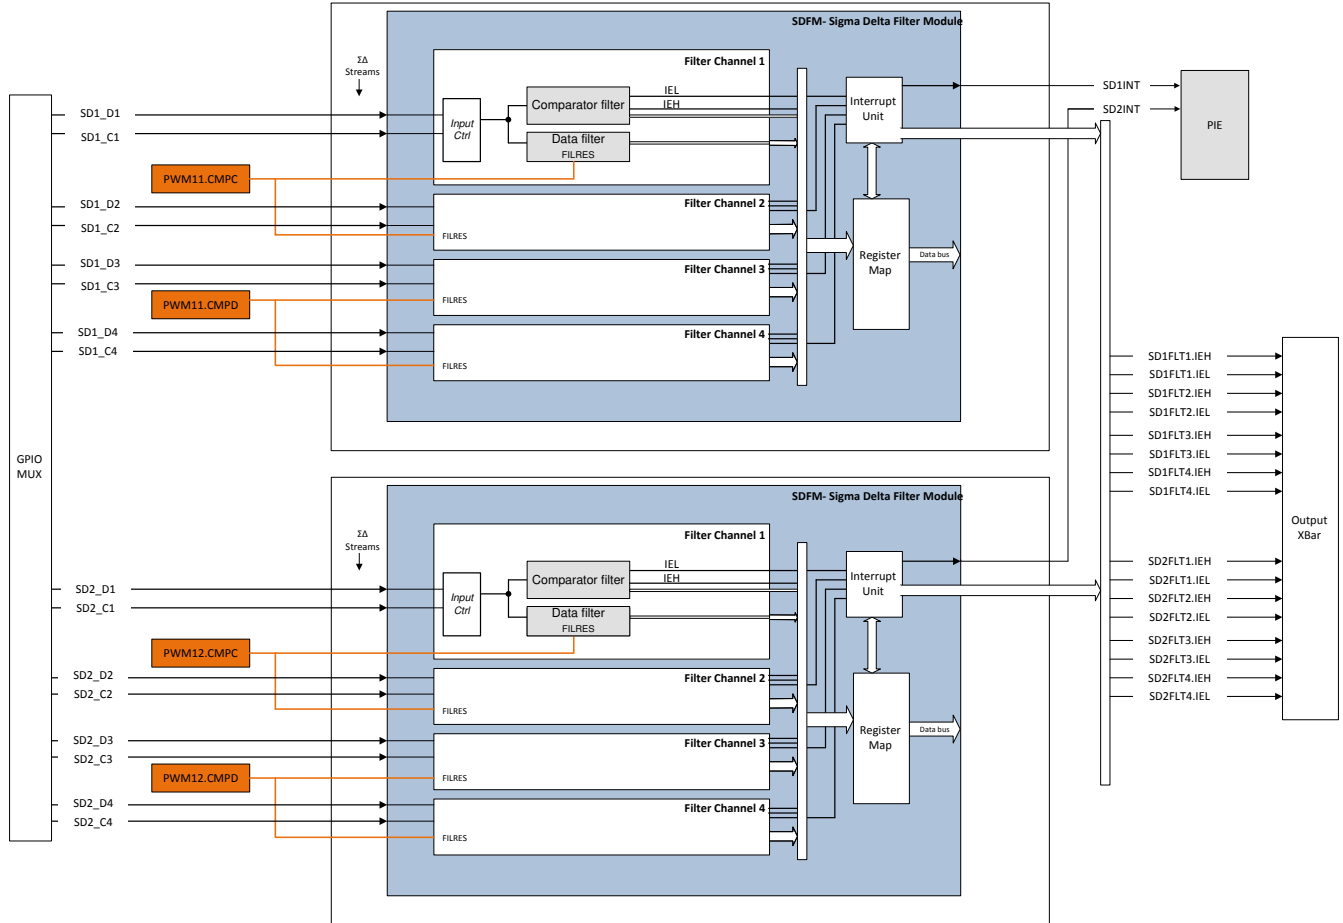 SDFM- Sigma Delta Filter Module
ΣΔ
Streams
Filter Channel 1
SD1_D1
SD1_C1
Input
Ctrl
Comparator filter
Data filter
FILRES
IEL
IEH
Interrupt
Unit
SD1INT
SD2INT
PIE
PWM11.CMPC
SD1_D2
SD1_C2
Filter Channel 2
FILRES
SD1_D3
SD1_C3
Filter Channel 3
FILRES
PWM11.CMPD
SD1_D4
SD1_C4
Filter Channel 4
FILRES
Register
Map
Data bus
GPIO
MUX
SD1FLT1.IEH
SD1FLT1.IEL
SD1FLT2.IEH
SD1FLT2.IEL
SD1FLT3.IEH
SD1FLT3.IEL
SD1FLT4.IEH
SD1FLT4.IEL
Output
XBar
SD2FLT1.IEH
SD2FLT1.IEL
SD2FLT2.IEH
SD2FLT2.IEL
SD2FLT3.IEH
SD2FLT3.IEL
SD2FLT4.IEH
SD2FLT4.IEL
SDFM- Sigma Delta Filter Module
ΣΔ
Streams
Filter Channel 1
SD2_D1
SD2_C1
Input
Ctrl
Comparator filter
Data filter
FILRES
IEL
IEH
Interrupt
Unit
PWM12.CMPC
SD2_D2
SD2_C2
Filter Channel 2
FILRES
SD2_D3
SD2_C3
Filter Channel 3
FILRES
PWM12.CMPD
SD2_D4
SD2_C4
Filter Channel 4
FILRES
Register
Map
Data bus